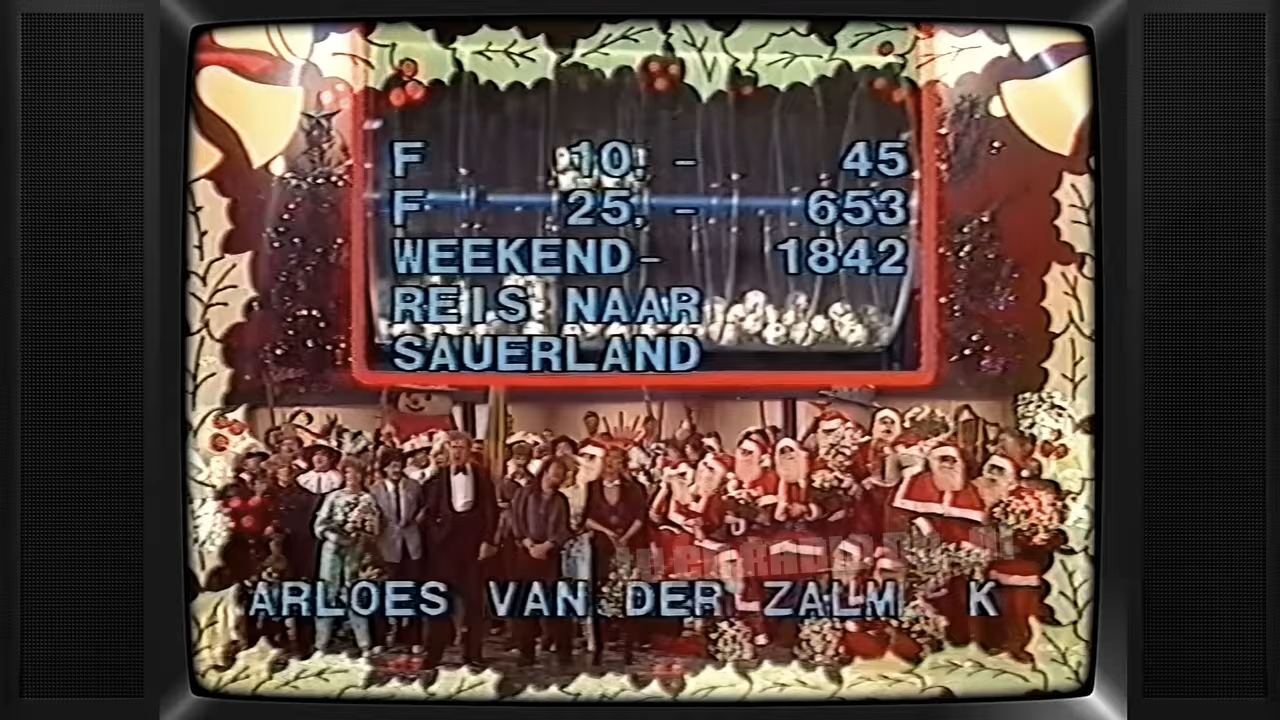 F 10, - 45
F 25, - 653
WEEKEND - 1842
REIS NAAR
SAUERLAND
ARLOES VAN DER ZALM K